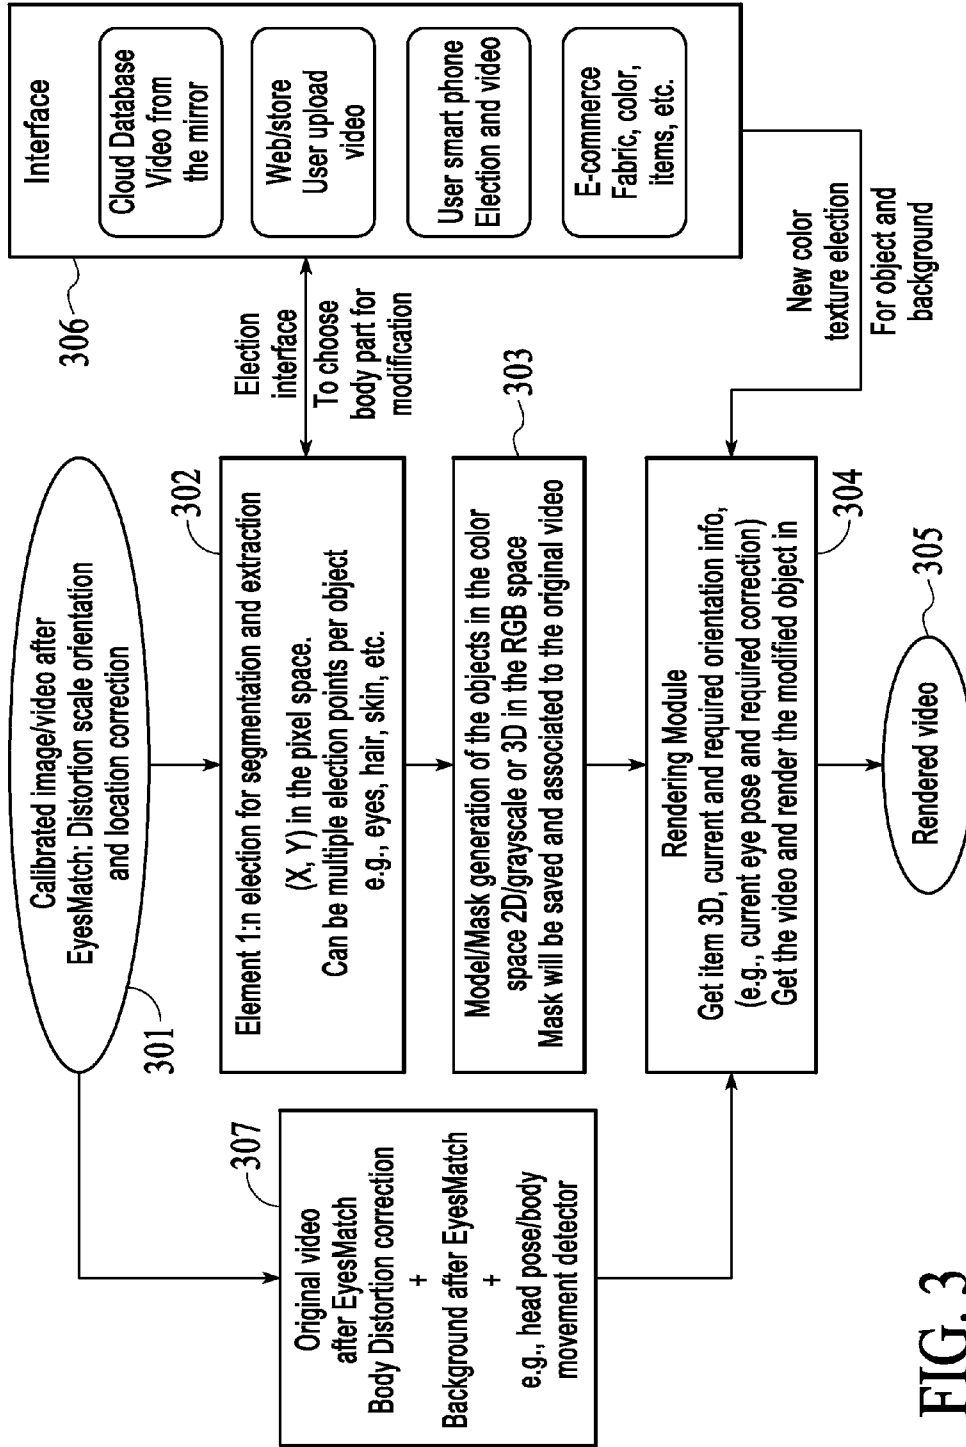 Calibrated image/video after
EyesMatch: Distortion scale orientation
and location correction
301
307
Original video
after EyesMatch
Body Distortion correction
+
Background after EyesMatch
+
e.g., head pose/body
movement detector
302
Element 1:n election for segmentation and extraction
(X, Y) in the pixel space.
Can be multiple election points per object
e.g., eyes, hair, skin, etc.
Election
interface
To choose
body part for
modification
306
Interface
Cloud Database
Video from
the mirror
Web/store
User upload
video
User smart phone
Election and video
E-commerce
Fabric, color,
items, etc.
303
Model/Mask generation of the objects in the color
space 2D/grayscale or 3D in the RGB space
Mask will be saved and associated to the original video
New color
texture election
For object and
background
Rendering Module
Get item 3D, current and required orientation info,
(e.g., current eye pose and required correction)
Get the video and render the modified object in
304
Rendered video
305
FIG. 3